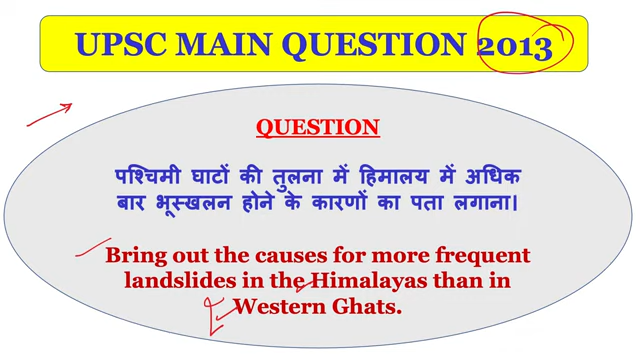 UPSC MAIN QUESTION 2013
QUESTION
पश्चिमी घाटों की तुलना में हिमालय में अधिक
बार भूस्खलन होने के कारणों का पता लगाना।
Bring out the causes for more frequent
landslides in the Himalayas than in
Western Ghats.